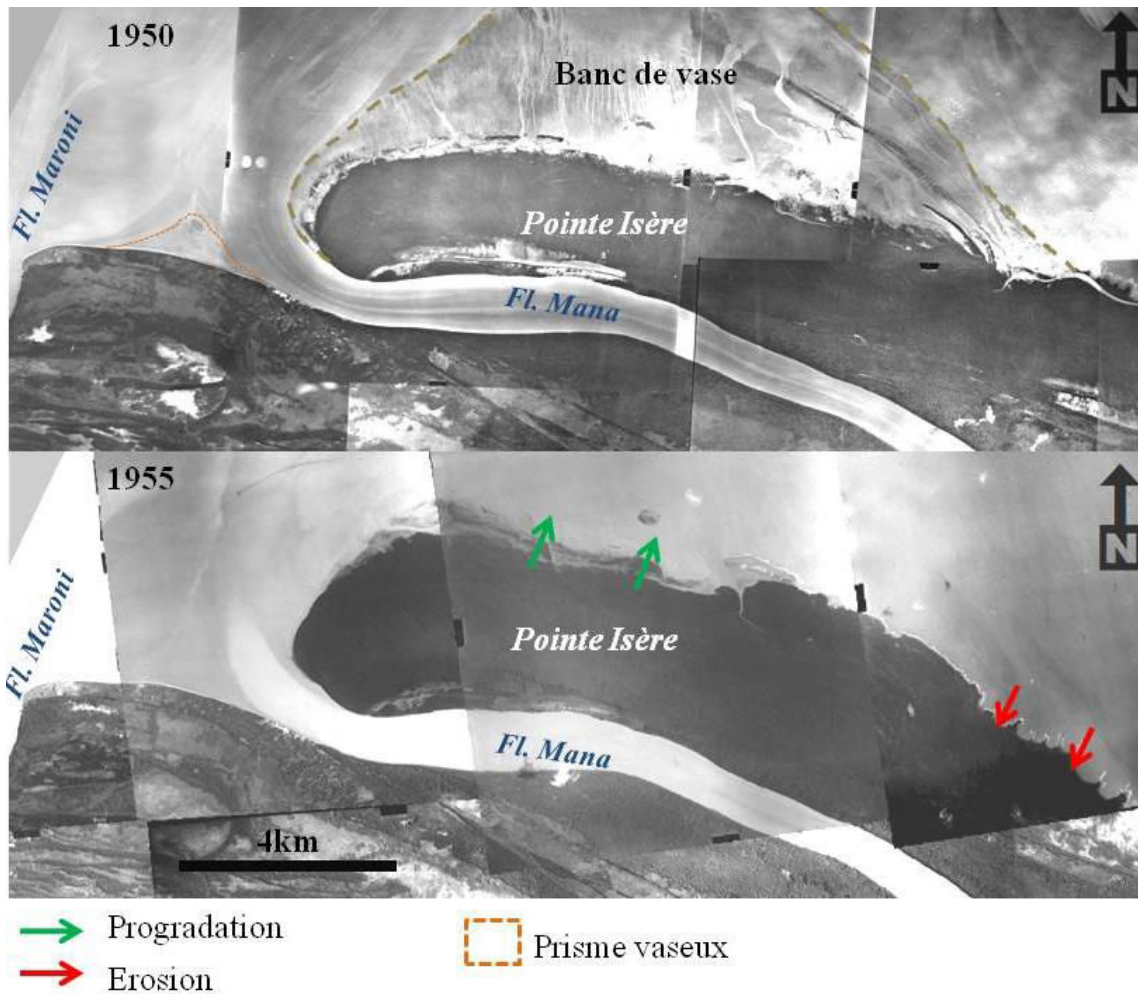 1950
Banc de vase
N
Fl. Maroni
Pointe Isère
Fl. Mana
1955
N
Fl. Maroni
Pointe Isère
Fl. Mana
4km
Progradation
Prisme vaseux
Erosion